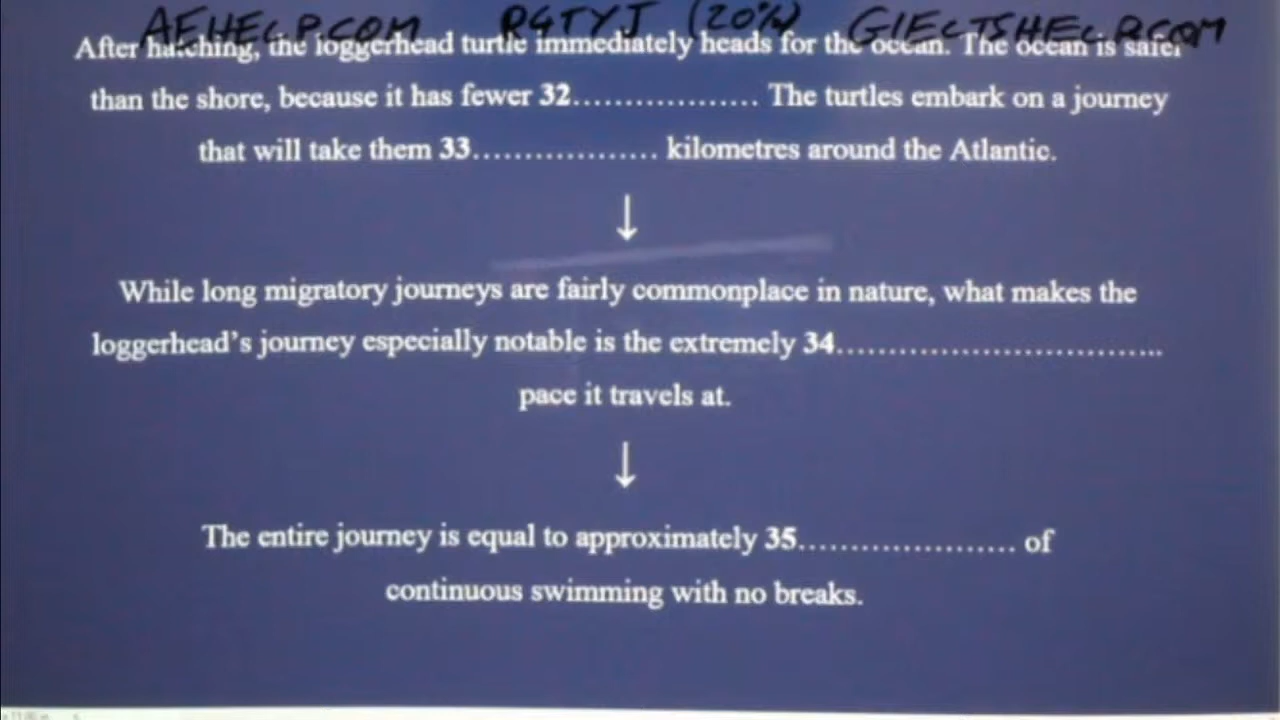 AEHELP.COM R4TYJ (20%) GIELTSHELP.COM
After hatching, the loggerhead turtle immediately heads for the ocean. The ocean is safer
than the shore, because it has fewer 32.................. The turtles embark on a journey
that will take them 33.................. kilometres around the Atlantic.
↓
While long migratory journeys are fairly commonplace in nature, what makes the
loggerhead’s journey especially notable is the extremely 34................................
pace it travels at.
↓
The entire journey is equal to approximately 35..................... of
continuous swimming with no breaks.